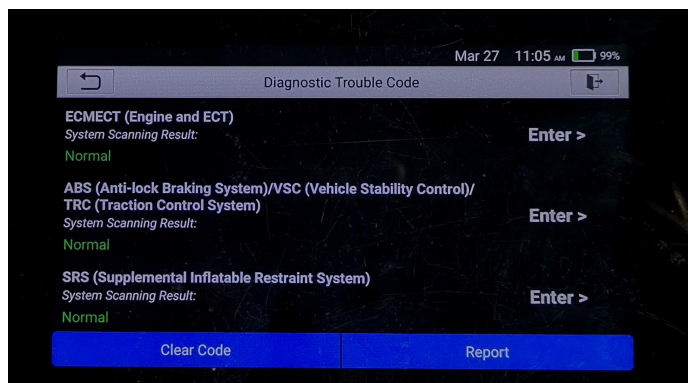 Mar 27 11:05 AM 99%
Diagnostic Trouble Code
ECMECT (Engine and ECT)
System Scanning Result:
Enter >
Normal
ABS (Anti-lock Braking System)/VSC (Vehicle Stability Control)/
TRC (Traction Control System)
System Scanning Result:
Enter >
Normal
SRS (Supplemental Inflatable Restraint System)
System Scanning Result:
Enter >
Normal
Clear Code
Report